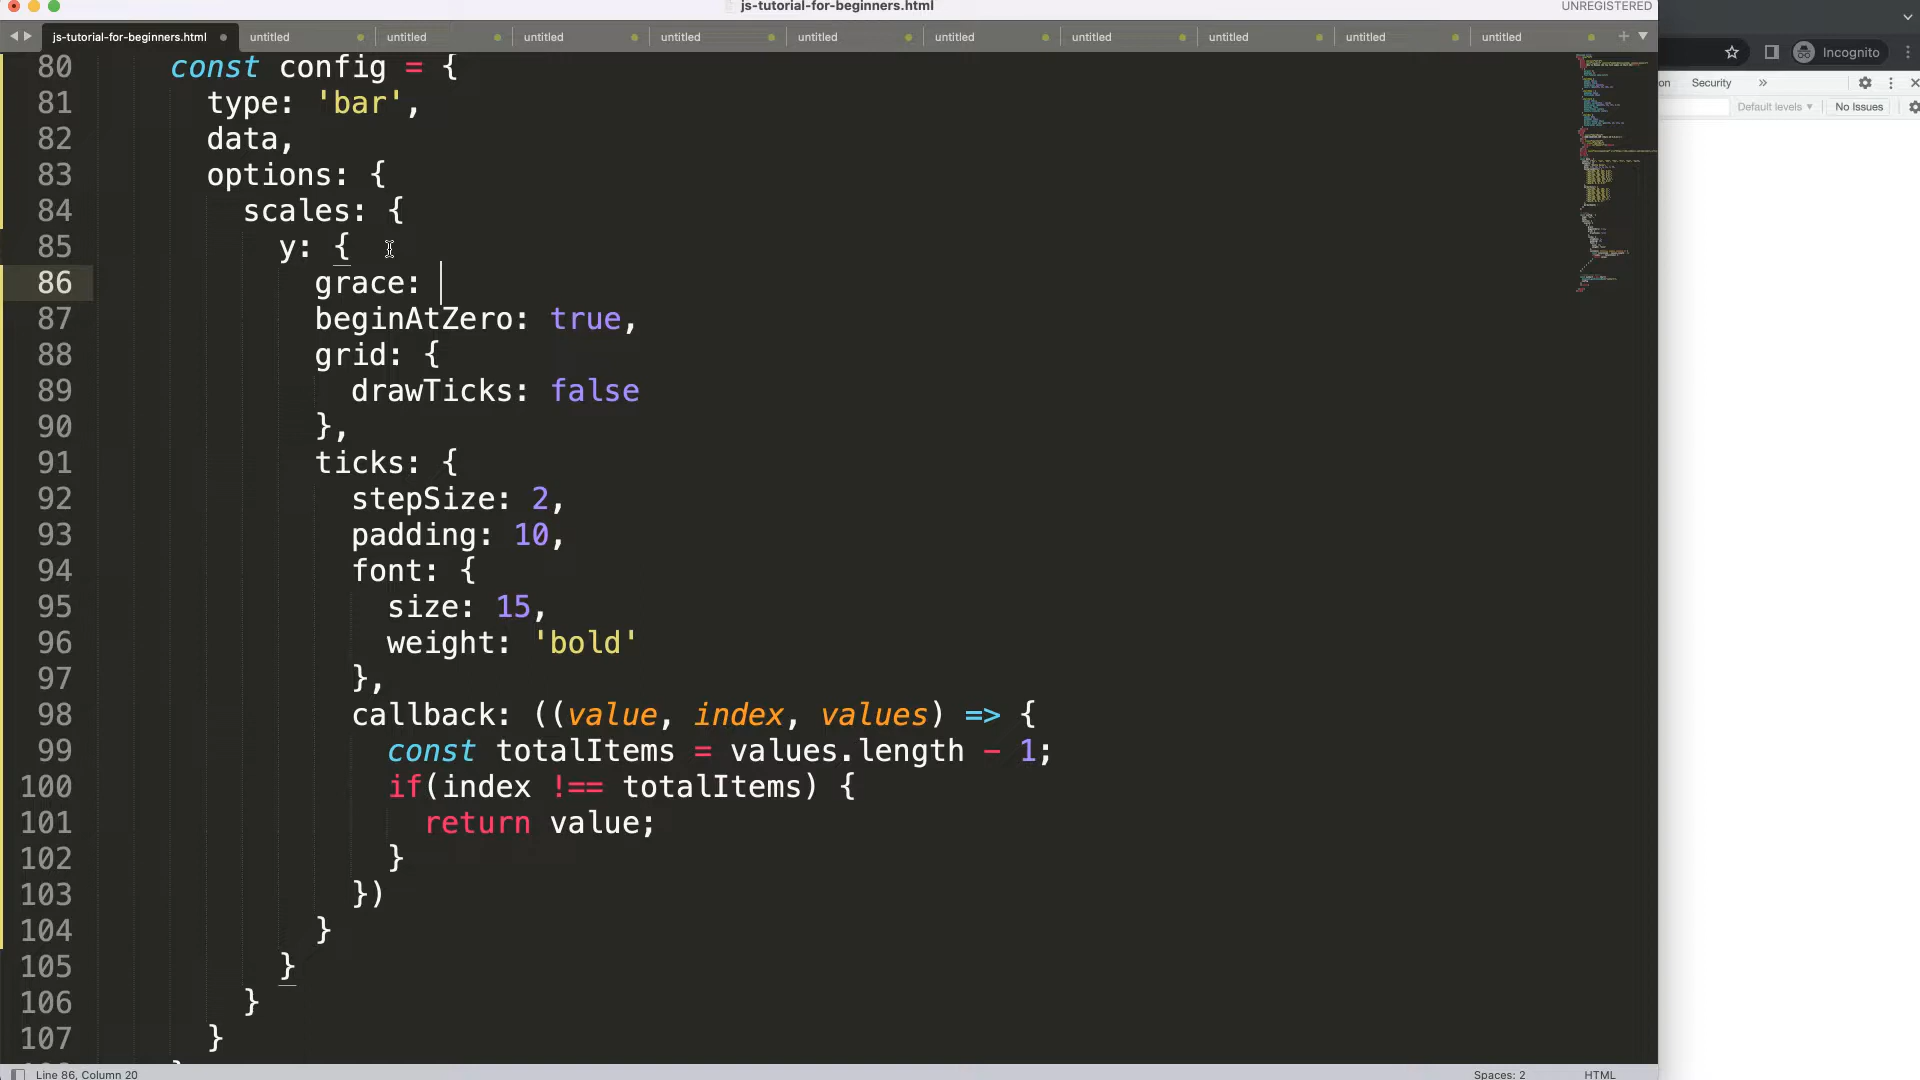 js-tutorial-for-beginners.html
UNREGISTERED
js-tutorial-for-beginners.html untitled untitled untitled untitled untitled untitled untitled untitled untitled untitled
Incognito
Security »
Default levels ▾ No Issues
80 const config = {
81 type: 'bar',
82 data,
83 options: {
84 scales: {
85 y: {
86 grace:
87 beginAtZero: true,
88 grid: {
89 drawTicks: false
90 },
91 ticks: {
92 stepSize: 2,
93 padding: 10,
94 font: {
95 size: 15,
96 weight: 'bold'
97 },
98 callback: ((value, index, values) => {
99 const totalItems = values.length - 1;
100 if(index !== totalItems) {
101 return value;
102 }
103 })
104 }
105 }
106 }
107 }
Line 86, Column 20
Spaces: 2 HTML